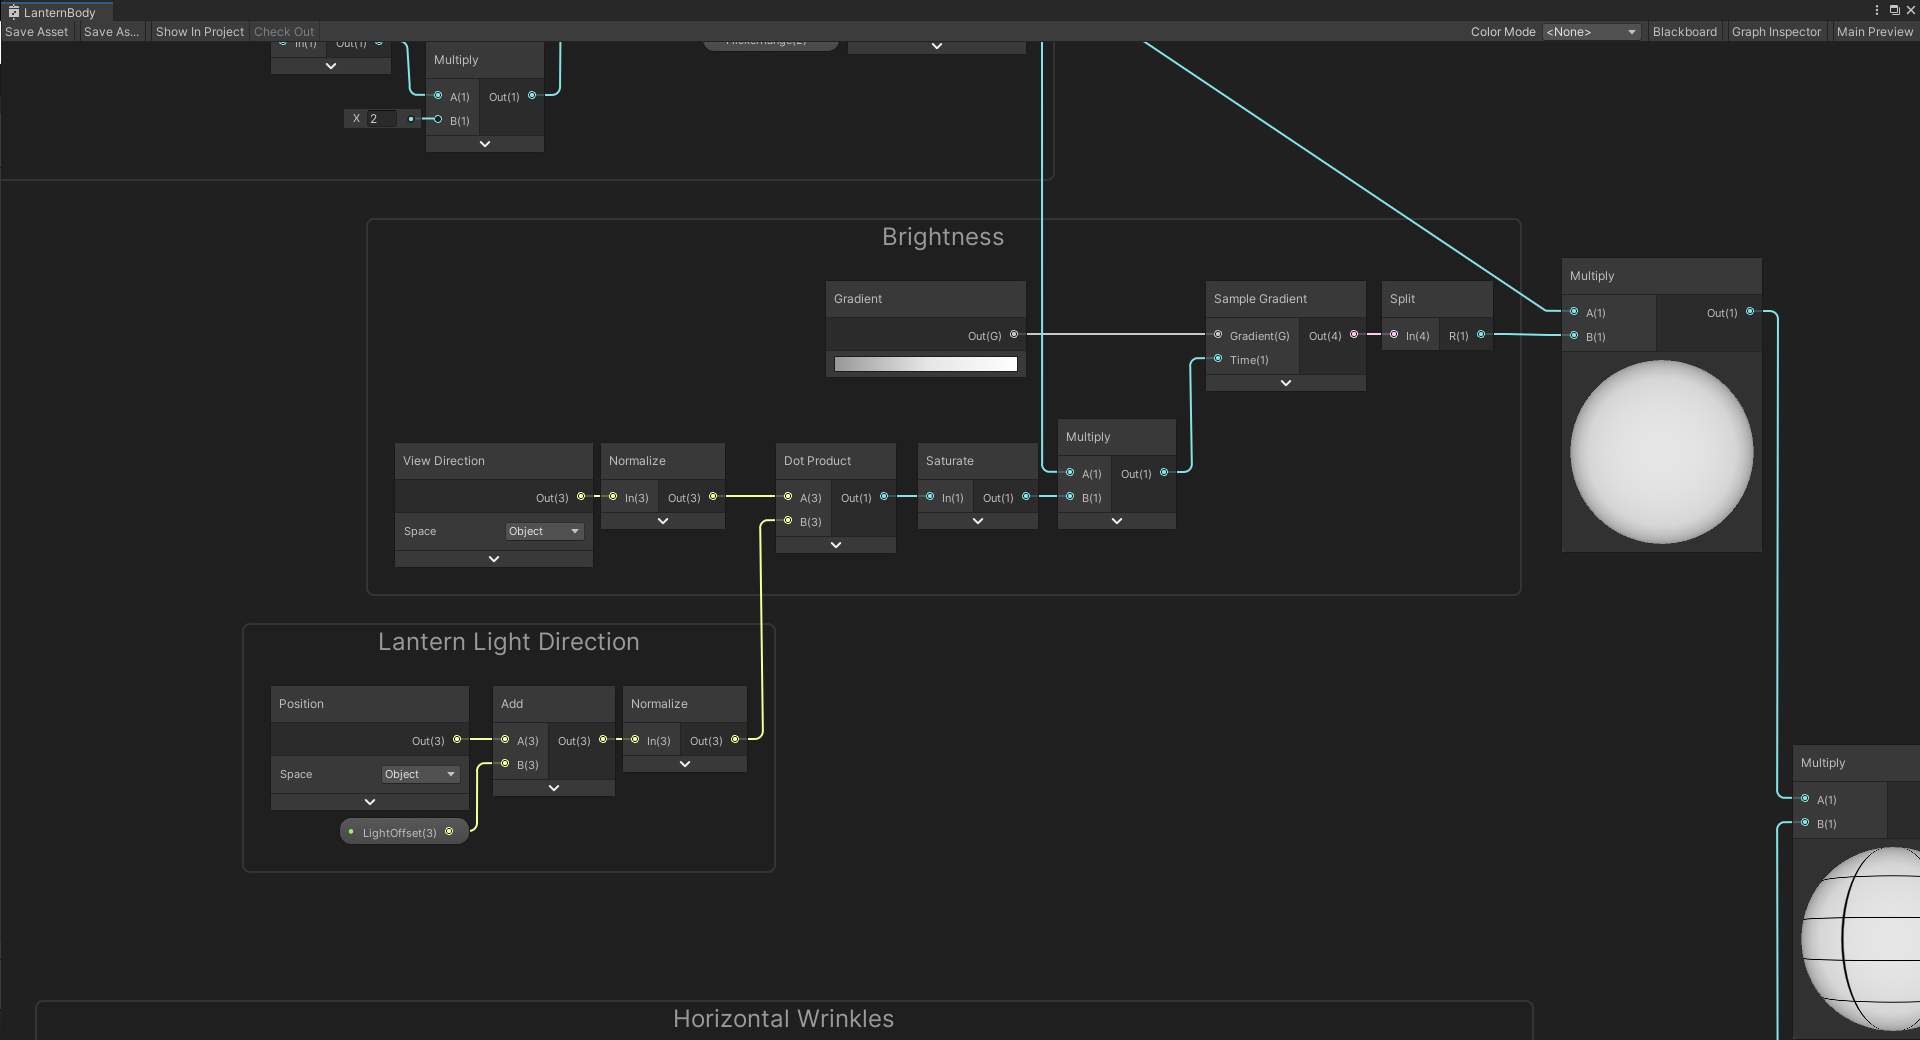 LanternBody
Save Asset
Save As...
Show In Project
Check Out
Color Mode
<None>
Blackboard
Graph Inspector
Main Preview
In(1)
Out(1)
FlickerRange(2)
Multiply
A(1)
Out(1)
X 2
B(1)
Brightness
Gradient
Out(G)
Sample Gradient
Gradient(G)
Out(4)
Time(1)
Split
In(4)
R(1)
Multiply
A(1)
Out(1)
B(1)
View Direction
Out(3)
Space
Object
Normalize
In(3)
Out(3)
Dot Product
A(3)
Out(1)
B(3)
Saturate
In(1)
Out(1)
Multiply
A(1)
Out(1)
B(1)
Lantern Light Direction
Position
Out(3)
Space
Object
LightOffset(3)
Add
A(3)
Out(3)
B(3)
Normalize
In(3)
Out(3)
Multiply
A(1)
B(1)
Horizontal Wrinkles